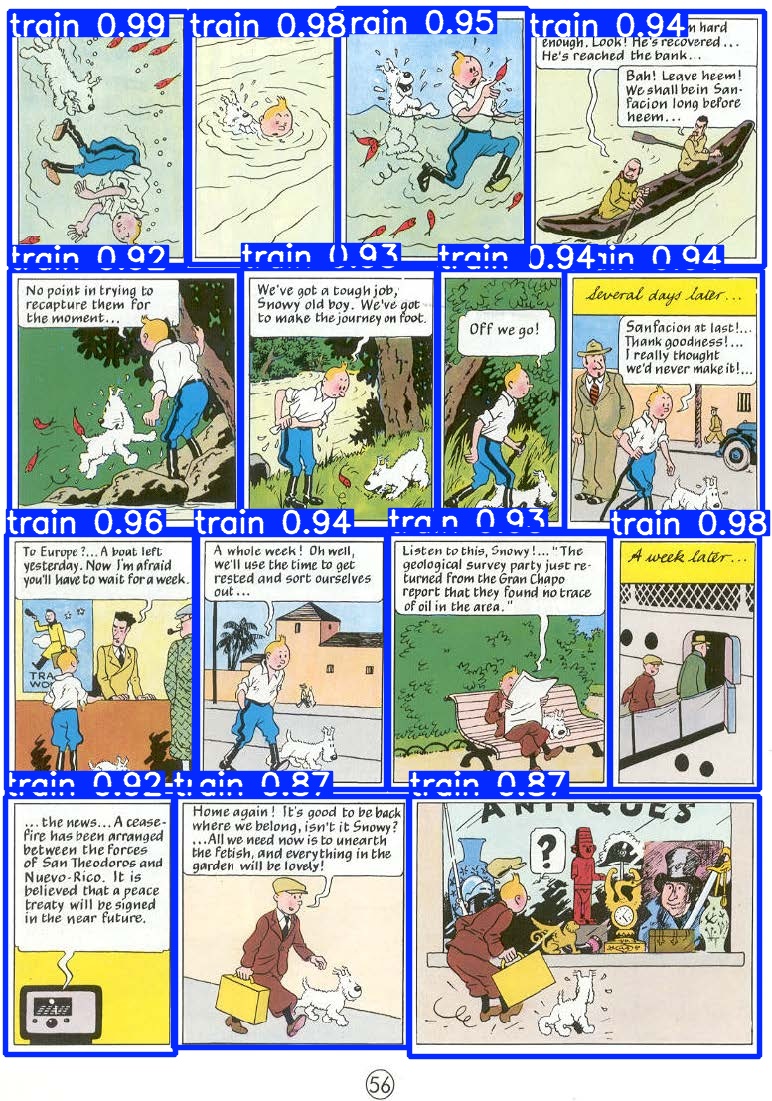 train 0.99
train 0.98
train 0.95
train 0.94
hard
enough. Look! He's recovered...
He's reached the bank..
Bah! Leave heem!
We shall be in San-
facion long before
heem...
train 0.92
train 0.93
train 0.94
0.94
No point in trying to
recapture them for
the moment...
We've got a tough job,
Snowy old boy. We've got
to make the journey on foot.
Off we go!
Several days later...
Sanfacion at last!...
Thank goodness!...
I really thought
we'd never make it!...
train 0.96
train 0.94
train 0.93
train 0.98
To Europe?... A boat left
yesterday. Now I'm afraid
you'll have to wait for a week.
TRA
WO
A whole week! Oh well,
we'll use the time to get
rested and sort ourselves
out...
Listen to this, Snowy!... "The
geological survey party just re-
turned from the Gran Chapo
report that they found no trace
of oil in the area."
A week later...
train 0.92
train 0.87
train 0.87
...the news... A cease-
fire has been arranged
between the forces
of San Theodoros and
Nuevo-Rico. It is
believed that a peace
treaty will be signed
in the near future.
Home again! It's good to be back
where we belong, isn't it Snowy?
...All we need now is to unearth
the fetish, and everything in the
garden will be lovely!
ANTIQUES
?
56